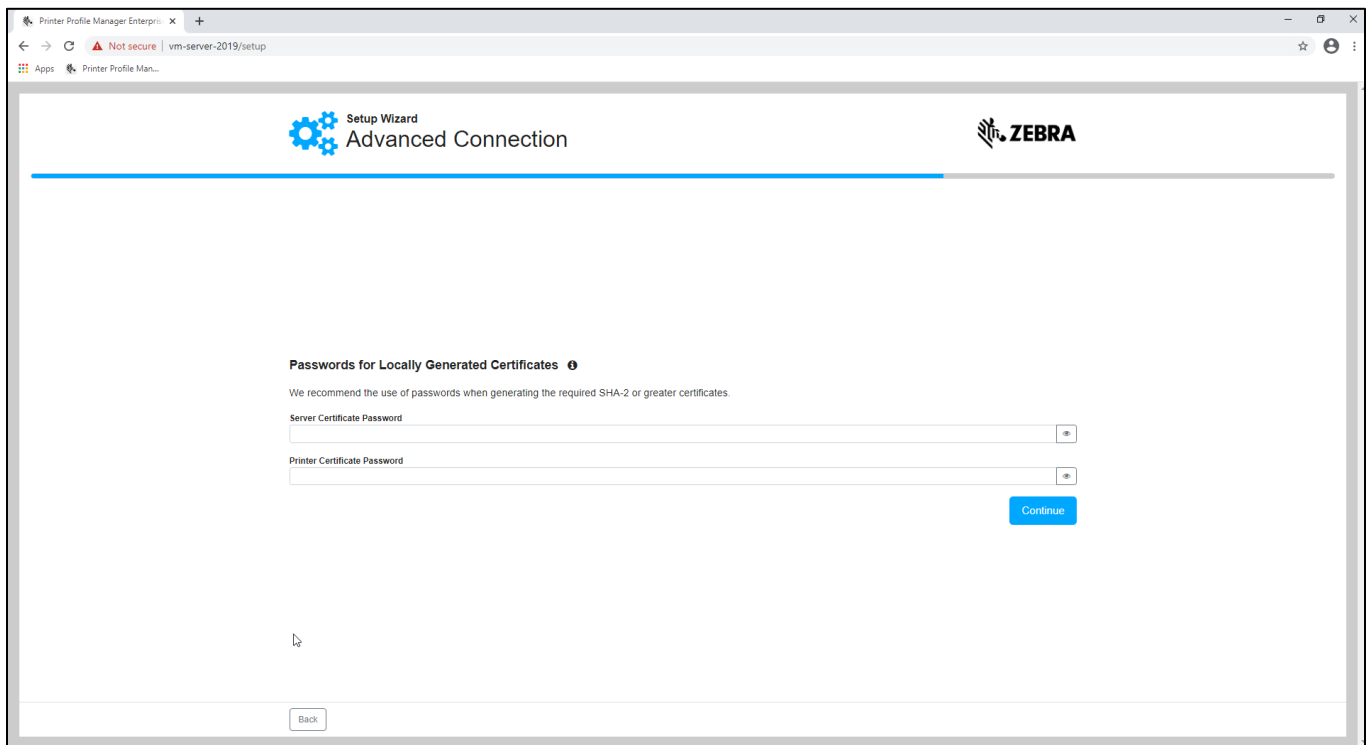 Printer Profile Manager Enterpris
Not secure | vm-server-2019/setup
Apps Printer Profile Man...
Setup Wizard
Advanced Connection
ZEBRA
Passwords for Locally Generated Certificates
We recommend the use of passwords when generating the required SHA-2 or greater certificates.
Server Certificate Password
Printer Certificate Password
Continue
Back